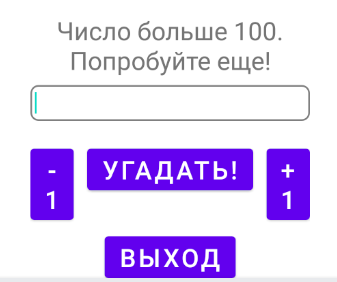 Число больше 100.
Попробуйте еще!
- УГАДАТЬ! +
1 1
ВЫХОД